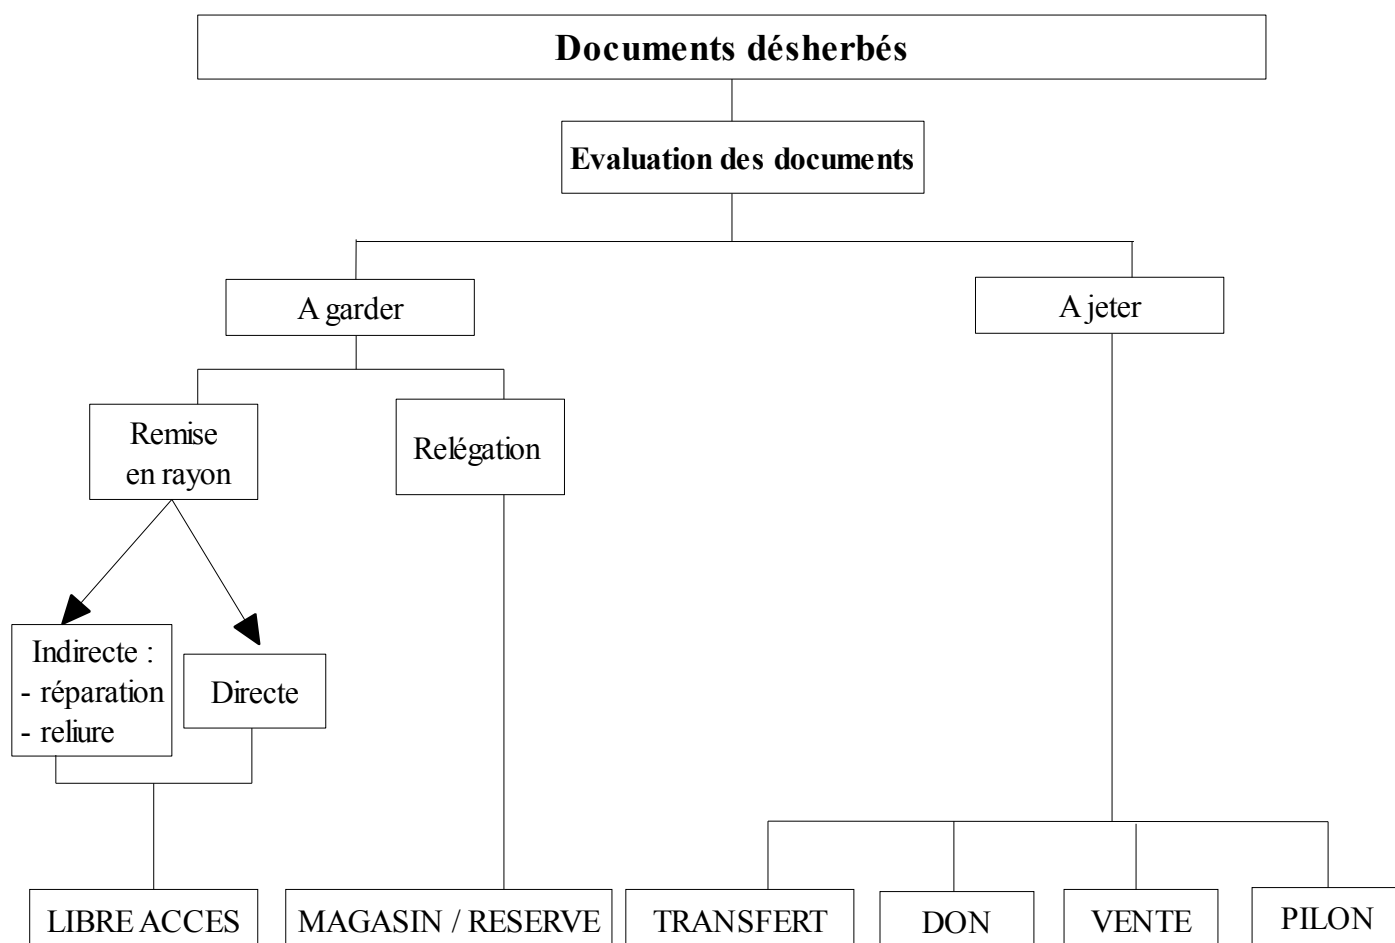 Documents désherbés
Evaluation des documents
A garder
A jeter
Remise
en rayon
Relégation
Indirecte :
- réparation
- reliure
Directe
LIBRE ACCES
MAGASIN / RESERVE
TRANSFERT
DON
VENTE
PILON